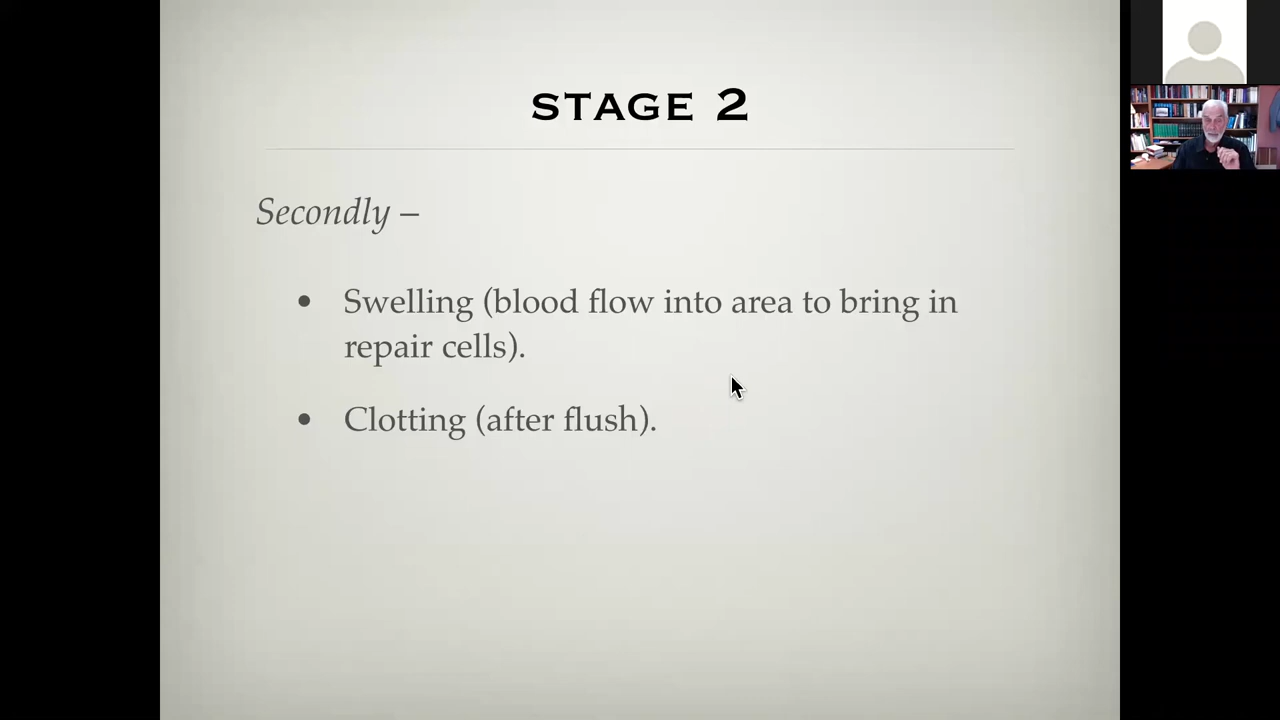 STAGE 2
Secondly –
• Swelling (blood flow into area to bring in
repair cells).
• Clotting (after flush).